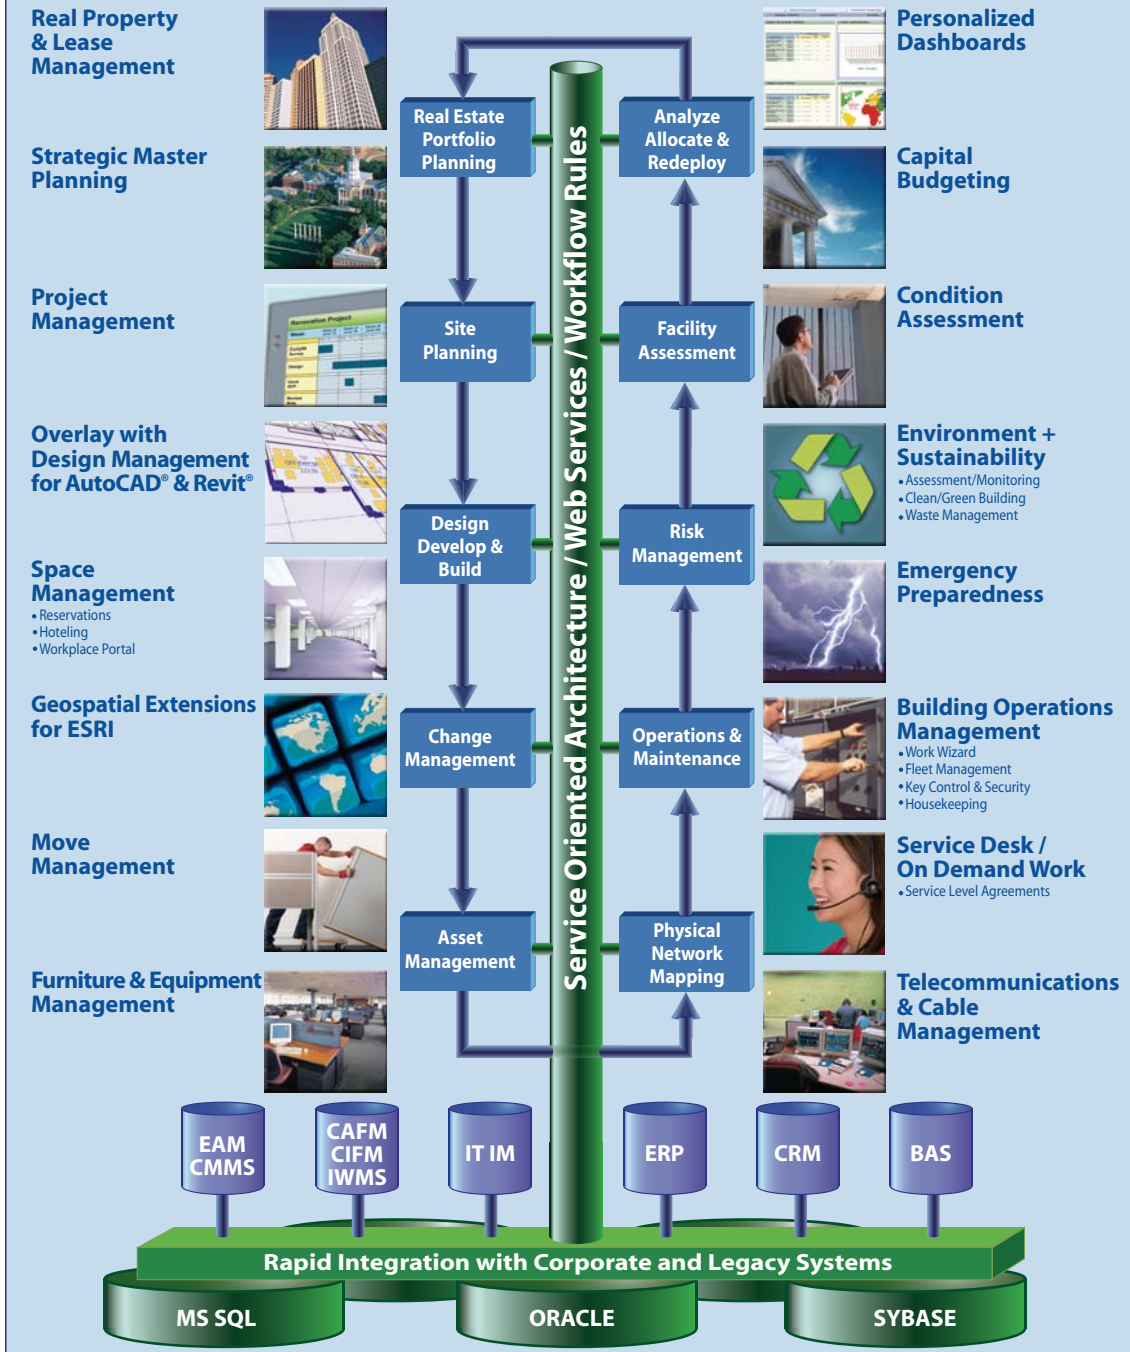 Real Property
& Lease
Management
Strategic Master
Planning
Project
Management
Overlay with
Design Management
for AutoCAD® & Revit®
Space
Management
• Reservations
• Hoteling
• Workplace Portal
Geospatial Extensions
for ESRI
Move
Management
Furniture & Equipment
Management
Renovation Project
Design
Real Estate
Portfolio
Planning
Site
Planning
Design
Develop &
Build
Change
Management
Asset
Management
Service Oriented Architecture / Web Services / Workflow Rules
Analyze
Allocate &
Redeploy
Facility
Assessment
Risk
Management
Operations &
Maintenance
Physical
Network
Mapping
Personalized
Dashboards
Capital
Budgeting
Condition
Assessment
Environment +
Sustainability
• Assessment/Monitoring
• Clean/Green Building
• Waste Management
Emergency
Preparedness
Building Operations
Management
• Work Wizard
• Fleet Management
• Key Control & Security
• Housekeeping
Service Desk /
On Demand Work
• Service Level Agreements
Telecommunications
& Cable
Management
EAM
CMMS
CAFM
CIFM
IWMS
IT IM
ERP
CRM
BAS
Rapid Integration with Corporate and Legacy Systems
MS SQL
ORACLE
SYBASE